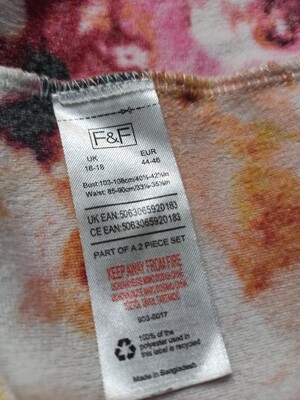 F&F
UK EUR
16-18 44-46
Bust:103-108cm/40½-42½in
Waist: 85-90cm/33½-35½in
UK EAN:5063065920183
CE EAN:5063065920183
PART OF A 2 PIECE SET
KEEP AWAY FROM FIRE
903-0017
100% of the
polyester used in
this label is recycled
Made in Bangladesh